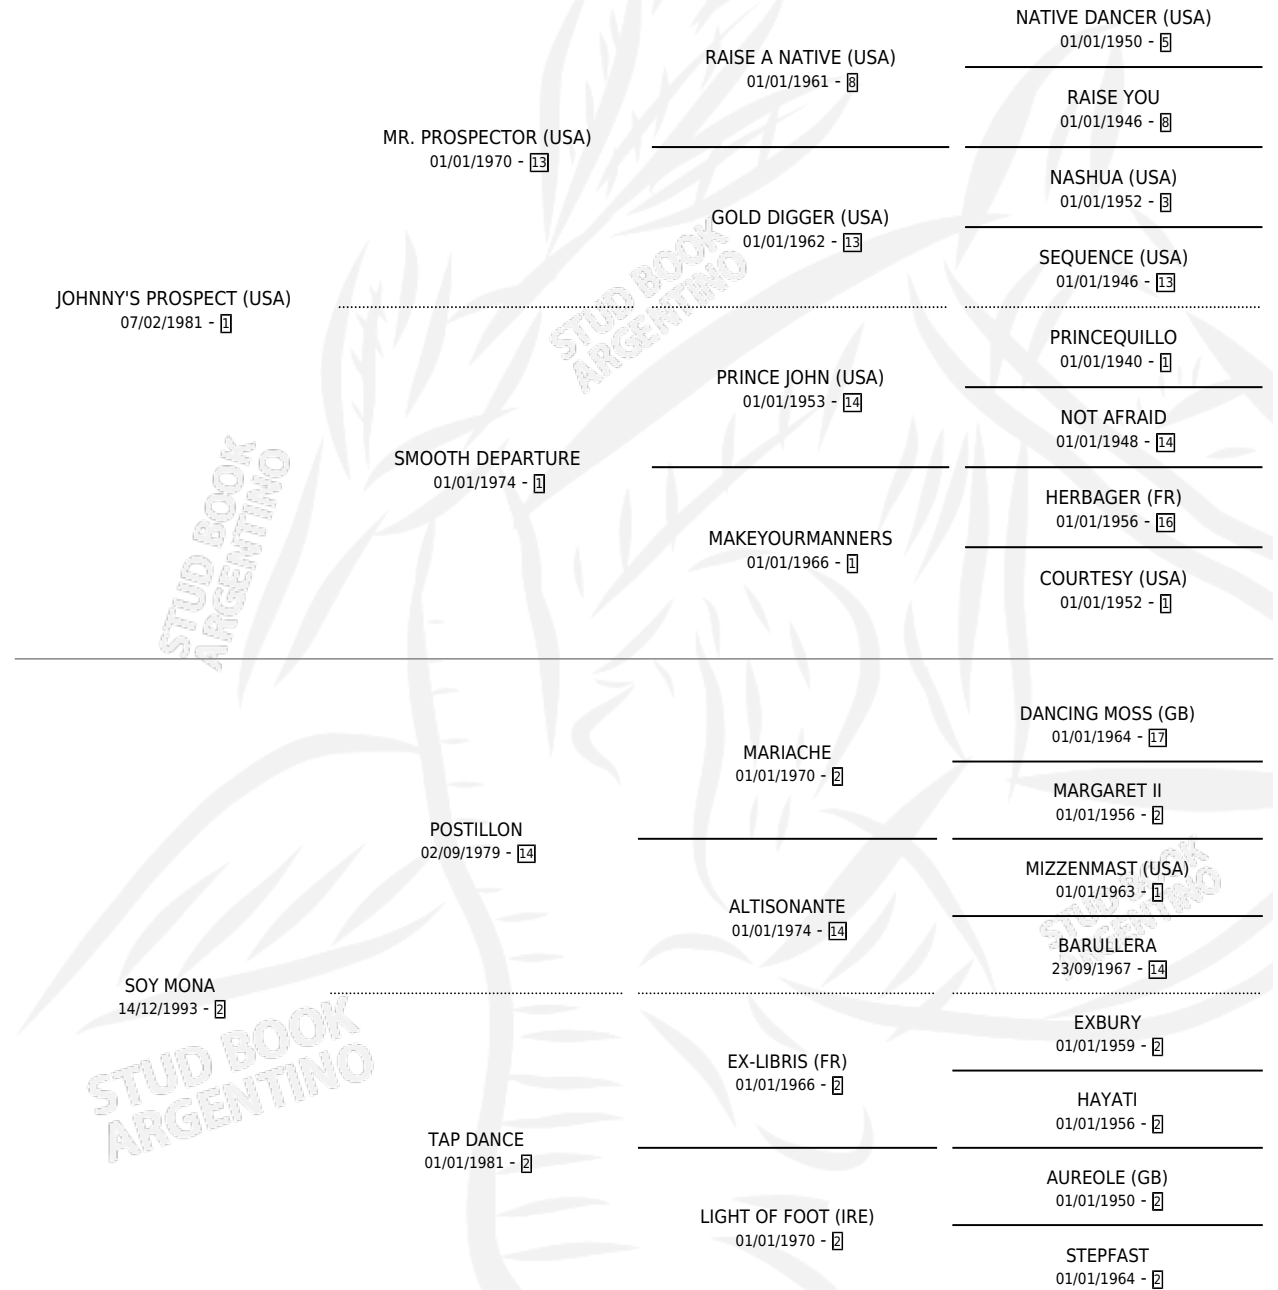 NATIVE DANCER (USA)
01/01/1950 - 5
RAISE A NATIVE (USA)
01/01/1961 - 8
RAISE YOU
01/01/1946 - 8
MR. PROSPECTOR (USA)
01/01/1970 - 13
NASHUA (USA)
01/01/1952 - 3
GOLD DIGGER (USA)
01/01/1962 - 13
SEQUENCE (USA)
01/01/1946 - 13
JOHNNY'S PROSPECT (USA)
07/02/1981 - 1
PRINCEQUILLO
01/01/1940 - 1
PRINCE JOHN (USA)
01/01/1953 - 14
NOT AFRAID
01/01/1948 - 14
SMOOTH DEPARTURE
01/01/1974 - 1
HERBAGER (FR)
01/01/1956 - 16
MAKEYOURMANNERS
01/01/1966 - 1
COURTESY (USA)
01/01/1952 - 1
STUD BOOK
ARGENTINO
STUD BOOK
ARGENTINO
DANCING MOSS (GB)
01/01/1964 - 17
MARIACHE
01/01/1970 - 2
MARGARET II
01/01/1956 - 2
POSTILLON
02/09/1979 - 14
MIZZENMAST (USA)
01/01/1963 - 1
ALTISONANTE
01/01/1974 - 14
BARULLERA
23/09/1967 - 14
SOY MONA
14/12/1993 - 2
EXBURY
01/01/1959 - 2
EX-LIBRIS (FR)
01/01/1966 - 2
HAYATI
01/01/1956 - 2
TAP DANCE
01/01/1981 - 2
AUREOLE (GB)
01/01/1950 - 2
LIGHT OF FOOT (IRE)
01/01/1970 - 2
STEPFAST
01/01/1964 - 2
STUD BOOK
ARGENTINO
STUD BOOK
ARGENTINO